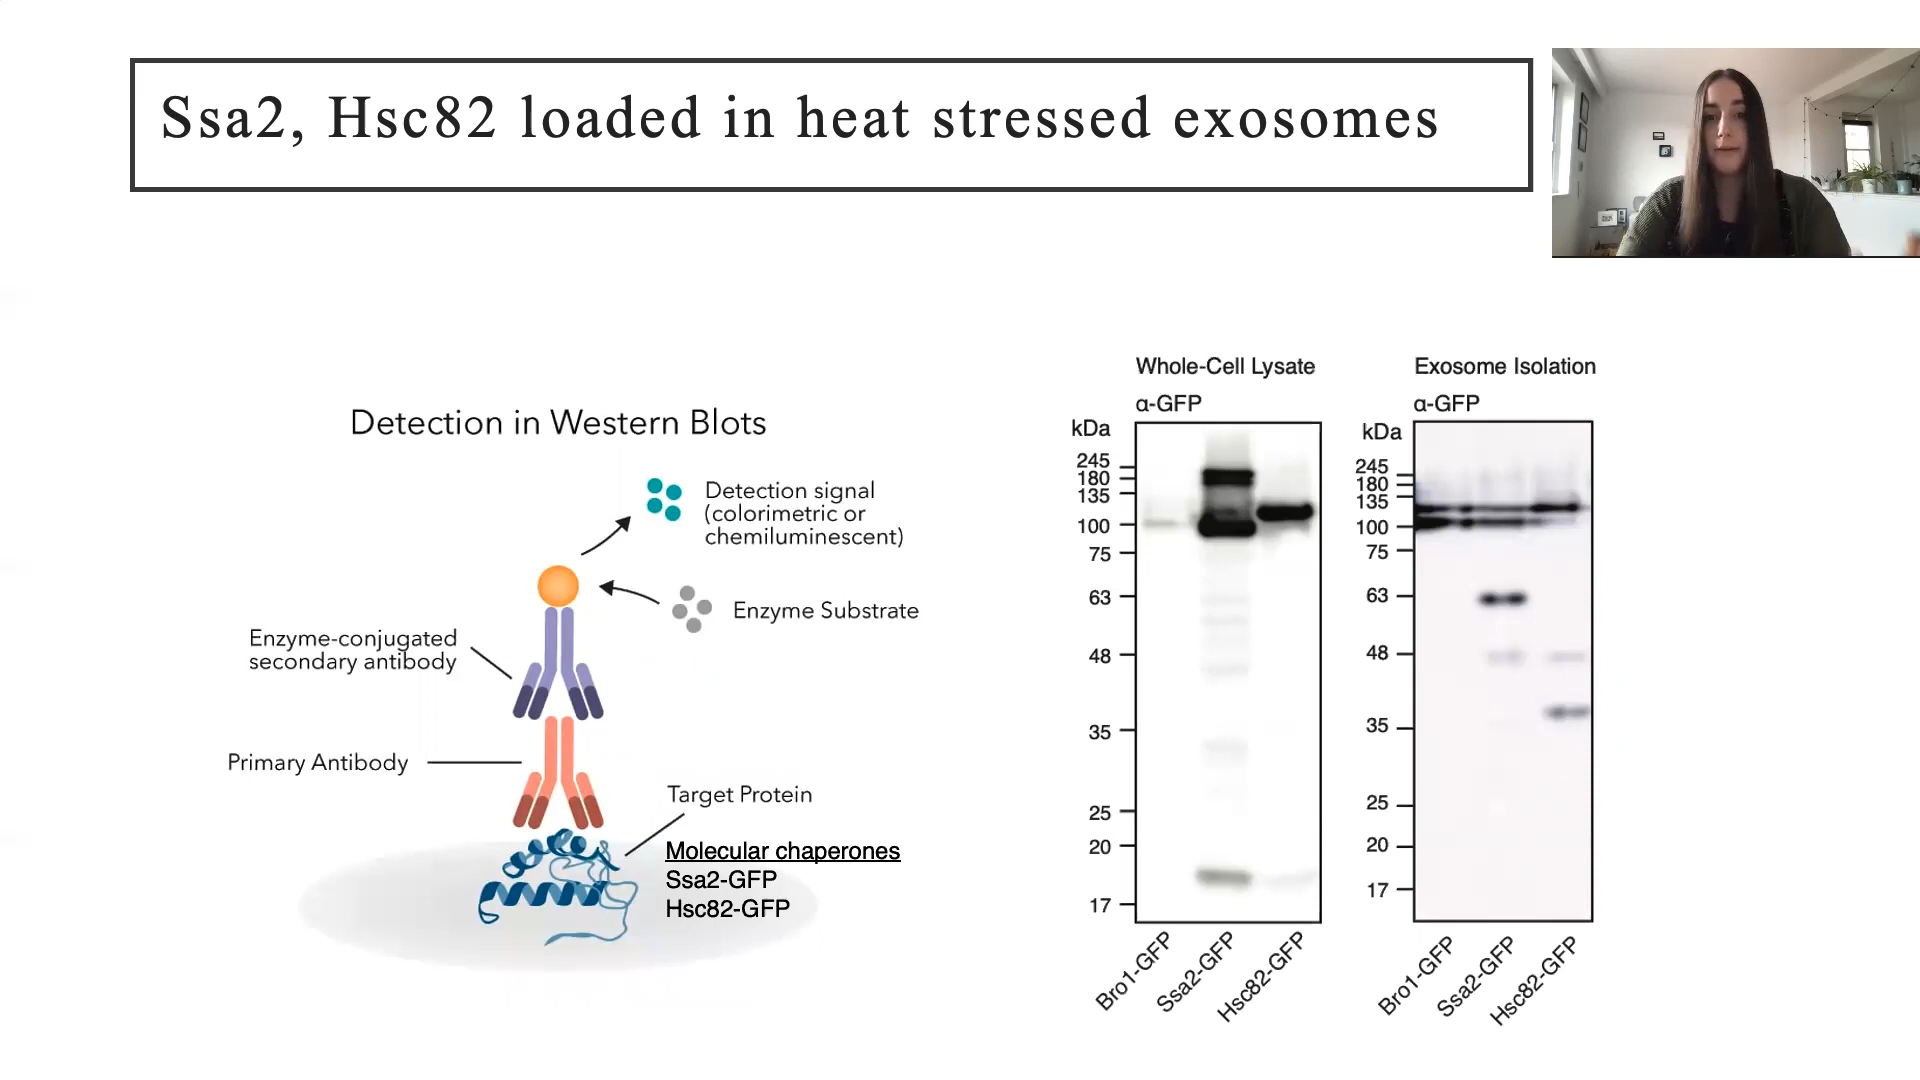 Ssa2, Hsc82 loaded in heat stressed exosomes
Detection in Western Blots
Detection signal
(colorimetric or
chemiluminescent)
Enzyme Substrate
Enzyme-conjugated
secondary antibody
Primary Antibody
Target Protein
Molecular chaperones
Ssa2-GFP
Hsc82-GFP
Whole-Cell Lysate
α-GFP
kDa
245
180
135
100
75
63
48
35
25
20
17
Bro1-GFP
Ssa2-GFP
Hsc82-GFP
Exosome Isolation
α-GFP
kDa
245
180
135
100
75
63
48
35
25
20
17
Bro1-GFP
Ssa2-GFP
Hsc82-GFP